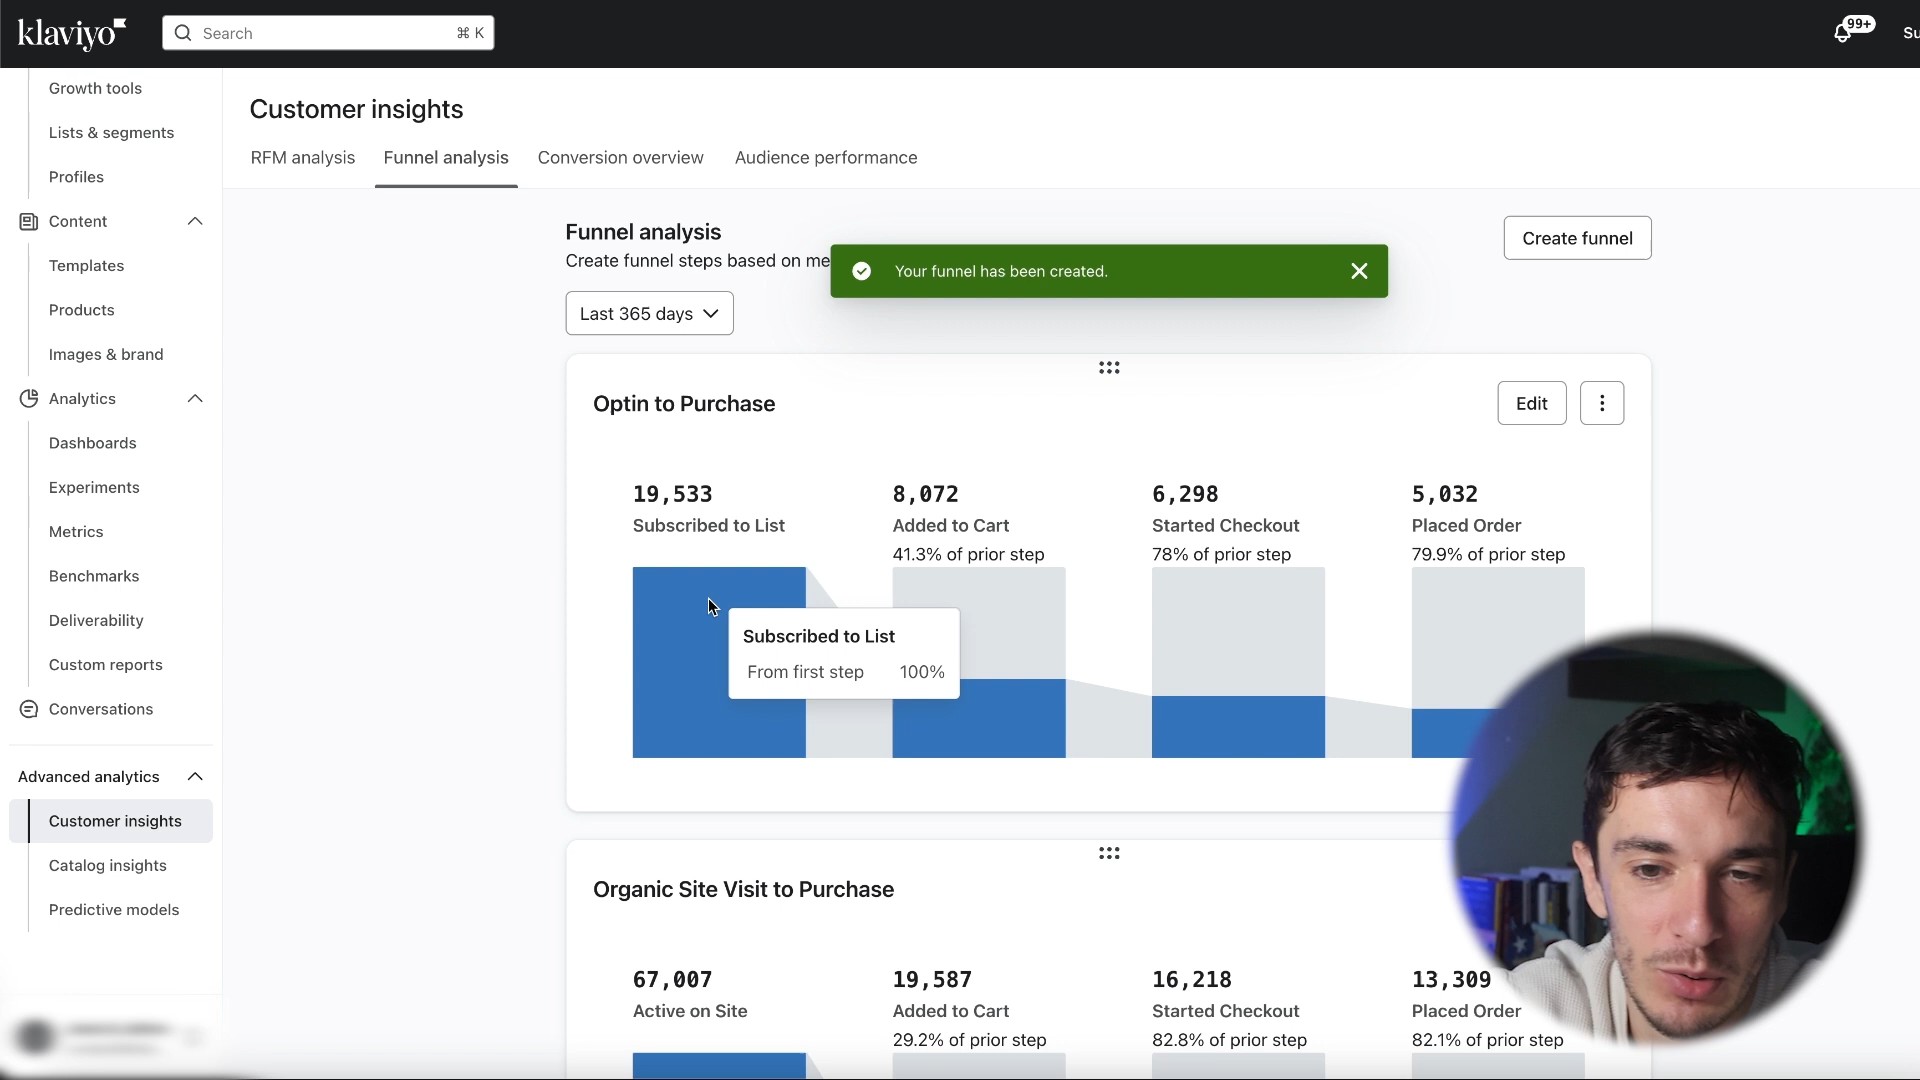 klaviyo
Search
⌘ K
99+
Su
Growth tools
Lists & segments
Profiles
Content
Templates
Products
Images & brand
Analytics
Dashboards
Experiments
Metrics
Benchmarks
Deliverability
Custom reports
Conversations
Advanced analytics
Customer insights
Catalog insights
Predictive models
Customer insights
RFM analysis Funnel analysis Conversion overview Audience performance
Funnel analysis
Create funnel steps based on me
Your funnel has been created.
Create funnel
Last 365 days
Optin to Purchase
Edit
19,533 8,072 6,298 5,032
Subscribed to List Added to Cart Started Checkout Placed Order
41.3% of prior step 78% of prior step 79.9% of prior step
Subscribed to List
From first step 100%
Organic Site Visit to Purchase
67,007 19,587 16,218 13,309
Active on Site Added to Cart Started Checkout Placed Order
29.2% of prior step 82.8% of prior step 82.1% of prior step